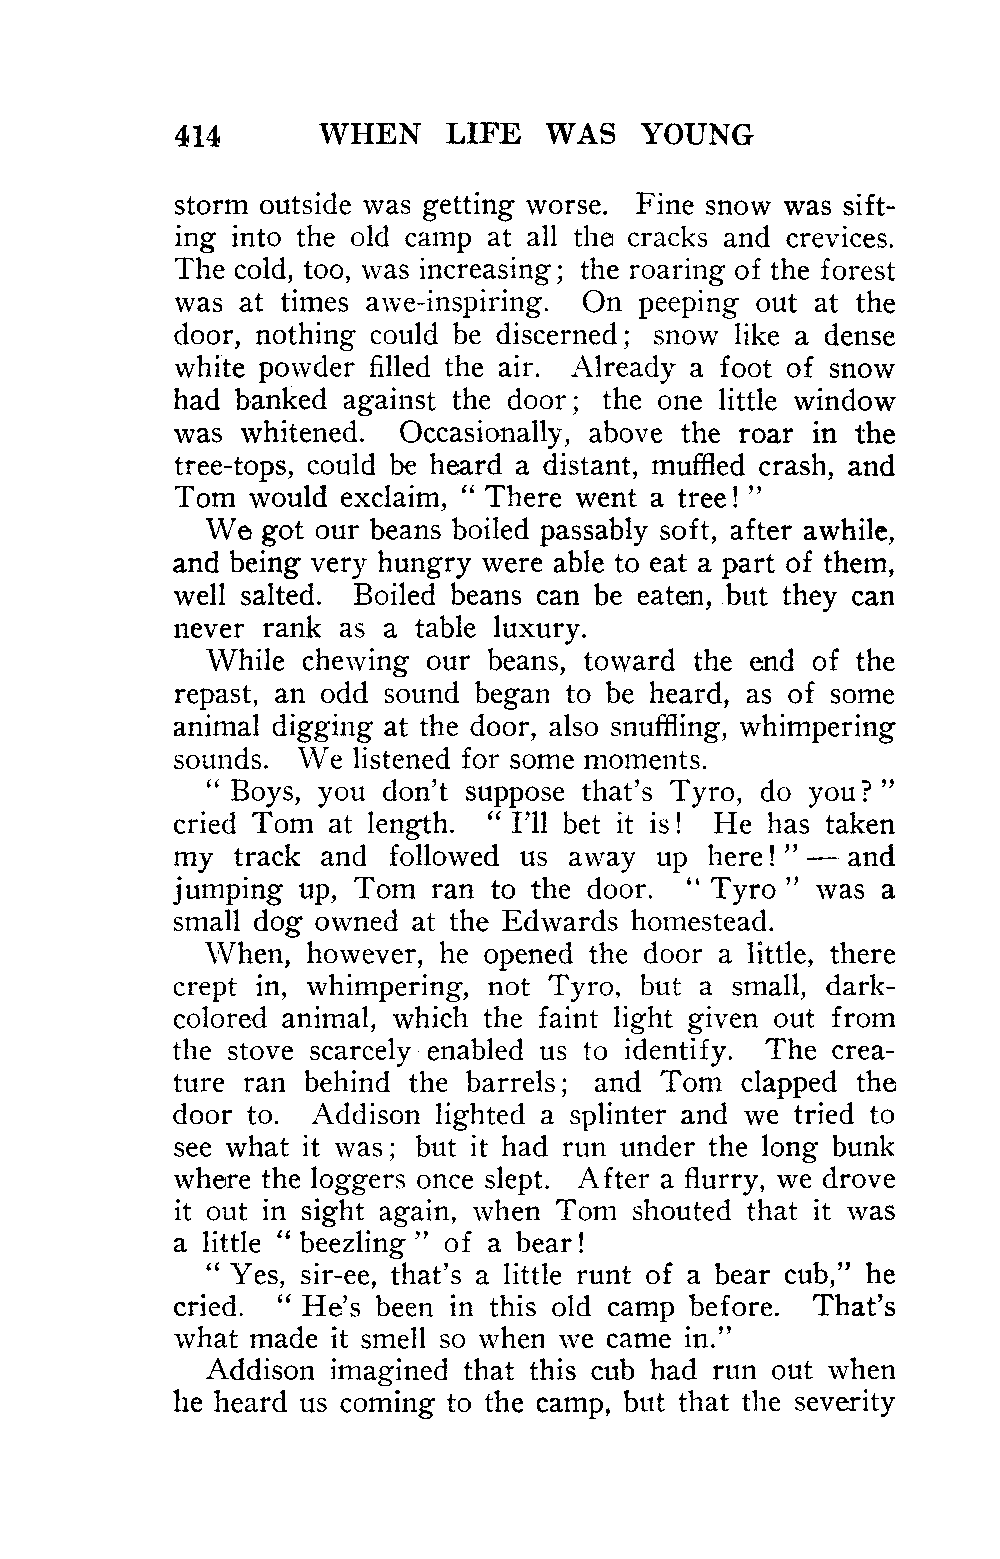 414 WHEN LIFE WAS YOUNG
storm outside was getting worse. Fine snow was sift-
ing into the old camp at all the cracks and crevices.
The cold, too, was increasing; the roaring of the forest
was at times awe-inspiring. On peeping out at the
door, nothing could be discerned; snow like a dense
white powder filled the air. Already a foot of snow
had banked against the door; the one little window
was whitened. Occasionally, above the roar in the
tree-tops, could be heard a distant, muffled crash, and
Tom would exclaim, “ There went a tree! ”
We got our beans boiled passably soft, after awhile,
and being very hungry were able to eat a part of them,
well salted. Boiled beans can be eaten, but they can
never rank as a table luxury.
While chewing our beans, toward the end of the
repast, an odd sound began to be heard, as of some
animal digging at the door, also snuffling, whimpering
sounds. We listened for some moments.
“ Boys, you don't suppose that's Tyro, do you? ”
cried Tom at length. “ I'll bet it is! He has taken
my track and followed us away up here! ” — and
jumping up, Tom ran to the door. “ Tyro ” was a
small dog owned at the Edwards homestead.
When, however, he opened the door a little, there
crept in, whimpering, not Tyro, but a small, dark-
colored animal, which the faint light given out from
the stove scarcely enabled us to identify. The crea-
ture ran behind the barrels; and Tom clapped the
door to. Addison lighted a splinter and we tried to
see what it was; but it had run under the long bunk
where the loggers once slept. After a flurry, we drove
it out in sight again, when Tom shouted that it was
a little “ beezling ” of a bear!
“ Yes, sir-ee, that's a little runt of a bear cub,” he
cried. “ He's been in this old camp before. That's
what made it smell so when we came in.”
Addison imagined that this cub had run out when
he heard us coming to the camp, but that the severity